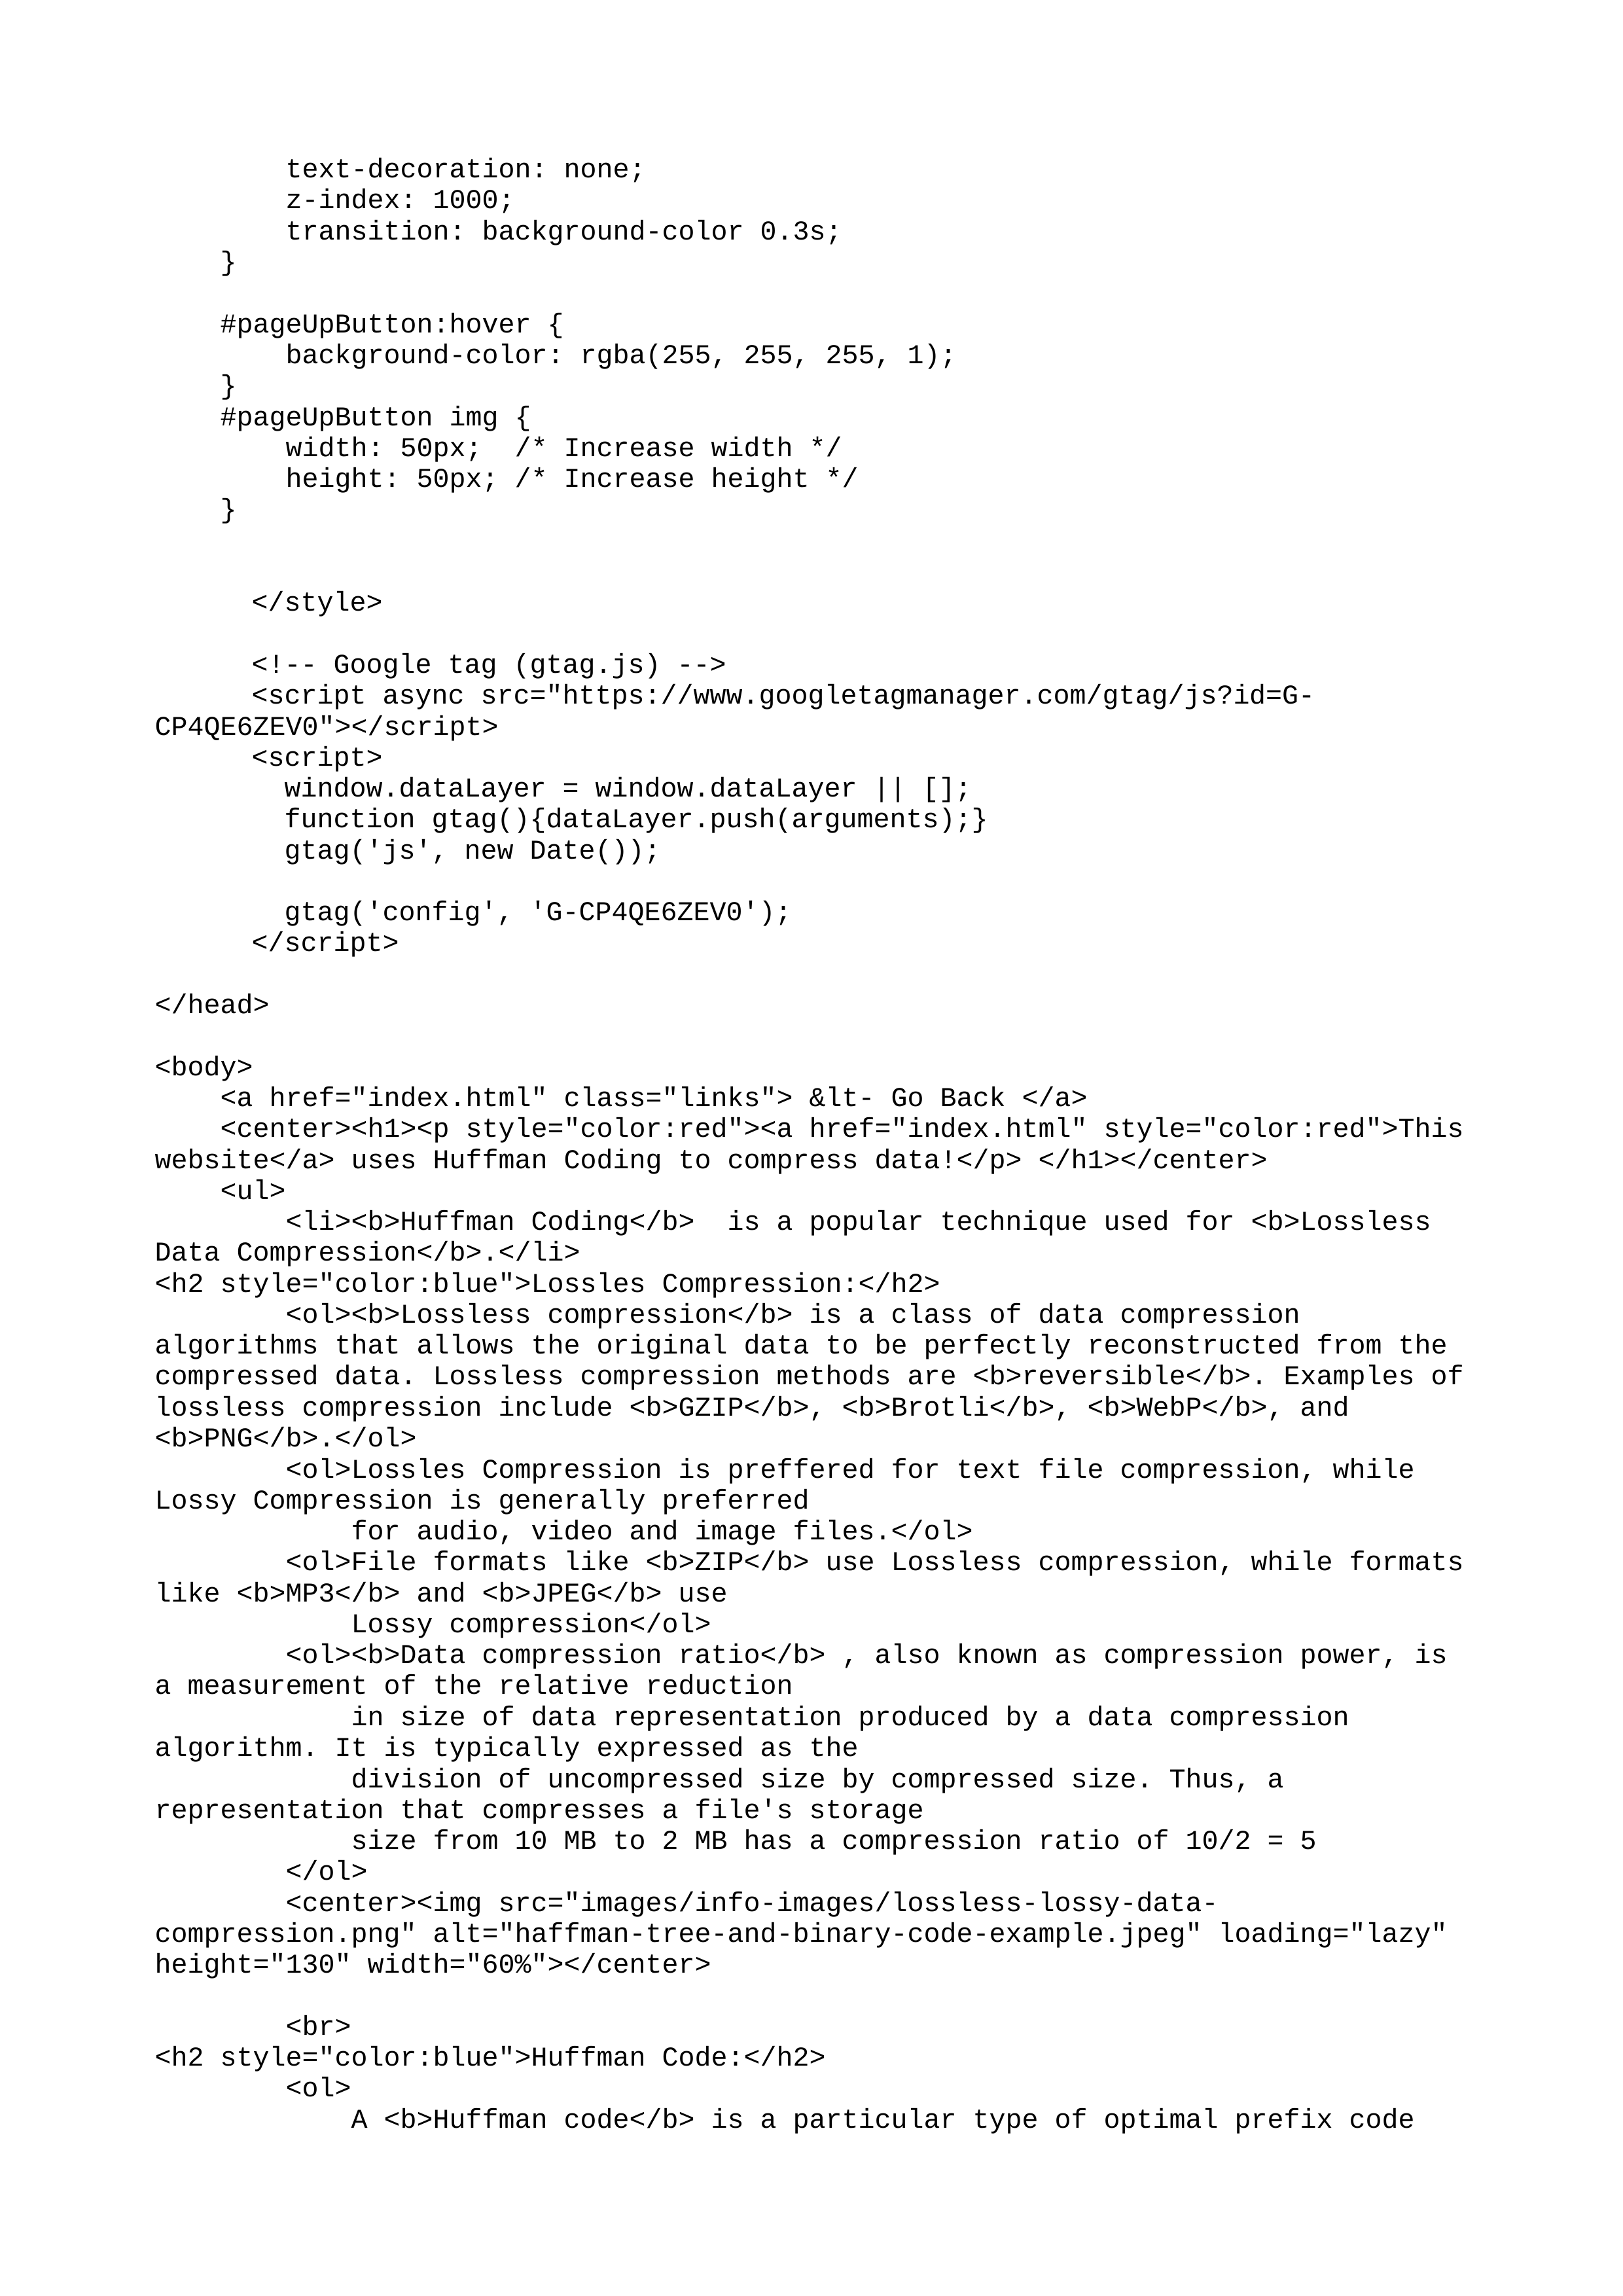 text-decoration: none;
        z-index: 1000;
        transition: background-color 0.3s;
    }

    #pageUpButton:hover {
        background-color: rgba(255, 255, 255, 1);
    }
    #pageUpButton img {
        width: 50px;  /* Increase width */
        height: 50px; /* Increase height */
    }


      </style>

      <!-- Google tag (gtag.js) -->
      <script async src="https://www.googletagmanager.com/gtag/js?id=G-
CP4QE6ZEV0"></script>
      <script>
        window.dataLayer = window.dataLayer || [];
        function gtag(){dataLayer.push(arguments);}
        gtag('js', new Date());

        gtag('config', 'G-CP4QE6ZEV0');
      </script>

</head>

<body>
    <a href="index.html" class="links"> &lt- Go Back </a>
    <center><h1><p style="color:red"><a href="index.html" style="color:red">This
website</a> uses Huffman Coding to compress data!</p> </h1></center>
    <ul>
        <li><b>Huffman Coding</b>  is a popular technique used for <b>Lossless
Data Compression</b>.</li>
<h2 style="color:blue">Lossles Compression:</h2>
        <ol><b>Lossless compression</b> is a class of data compression
algorithms that allows the original data to be perfectly reconstructed from the
compressed data. Lossless compression methods are <b>reversible</b>. Examples of
lossless compression include <b>GZIP</b>, <b>Brotli</b>, <b>WebP</b>, and
<b>PNG</b>.</ol>
        <ol>Lossles Compression is preffered for text file compression, while
Lossy Compression is generally preferred
            for audio, video and image files.</ol>
        <ol>File formats like <b>ZIP</b> use Lossless compression, while formats
like <b>MP3</b> and <b>JPEG</b> use
            Lossy compression</ol>
        <ol><b>Data compression ratio</b> , also known as compression power, is
a measurement of the relative reduction
            in size of data representation produced by a data compression
algorithm. It is typically expressed as the
            division of uncompressed size by compressed size. Thus, a
representation that compresses a file's storage
            size from 10 MB to 2 MB has a compression ratio of 10/2 = 5
        </ol>
        <center><img src="images/info-images/lossless-lossy-data-
compression.png" alt="haffman-tree-and-binary-code-example.jpeg" loading="lazy"
height="130" width="60%"></center>

        <br>
<h2 style="color:blue">Huffman Code:</h2>
        <ol>
            A <b>Huffman code</b> is a particular type of optimal prefix code